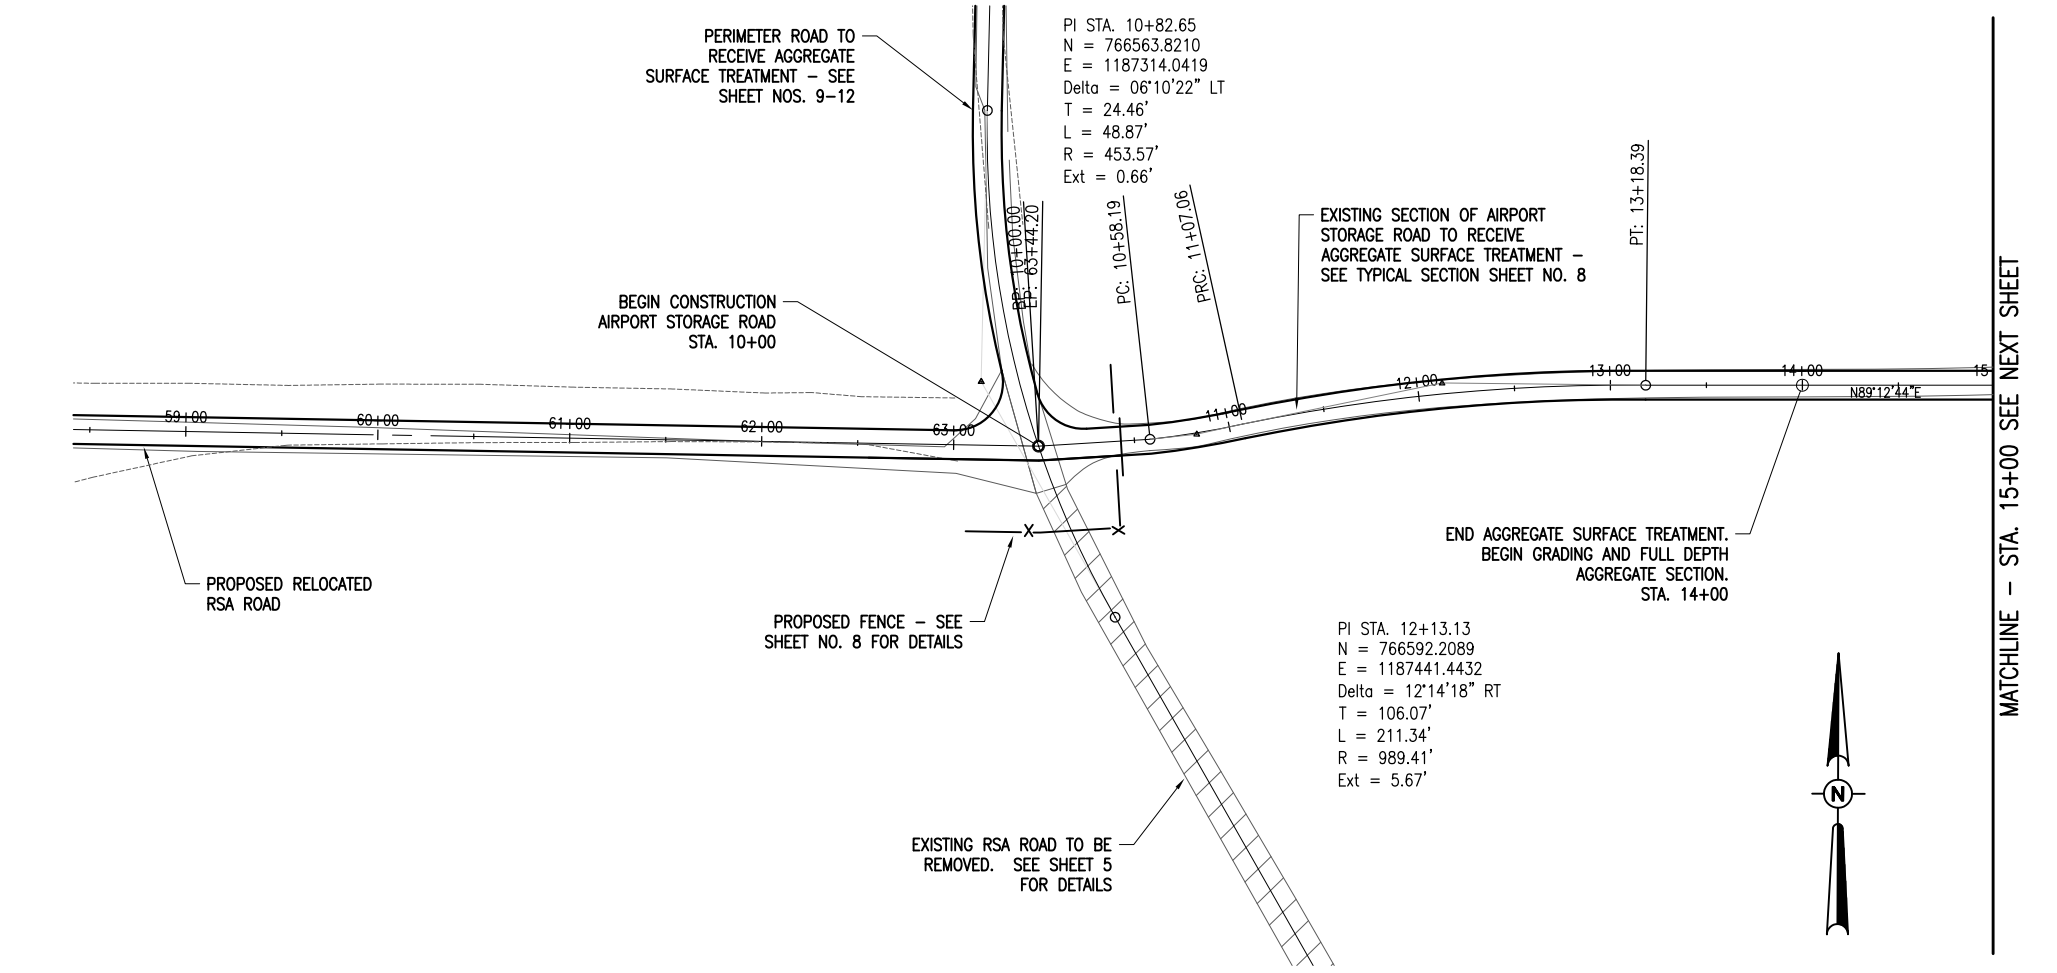 PERIMETER ROAD TO
RECEIVE AGGREGATE
SURFACE TREATMENT – SEE
SHEET NOS. 9–12
PI STA. 10+82.65
N = 766563.8210
E = 1187314.0419
Delta = 06°10'22" LT
T = 24.46'
L = 48.87'
R = 453.57'
Ext = 0.66'
BP: 10+00.00
EP: 63+44.20
PC: 10+58.19
PRC: 11+07.06
EXISTING SECTION OF AIRPORT
STORAGE ROAD TO RECEIVE
AGGREGATE SURFACE TREATMENT –
SEE TYPICAL SECTION SHEET NO. 8
PT: 13+18.39
BEGIN CONSTRUCTION
AIRPORT STORAGE ROAD
STA. 10+00
59+00
60+00
61+00
62+00
63+00
11+00
12+00
13+00
14+00
15
N89°12'44"E
MATCHLINE – STA. 15+00 SEE NEXT SHEET
X
X
PROPOSED RELOCATED
RSA ROAD
PROPOSED FENCE – SEE
SHEET NO. 8 FOR DETAILS
END AGGREGATE SURFACE TREATMENT.
BEGIN GRADING AND FULL DEPTH
AGGREGATE SECTION.
STA. 14+00
PI STA. 12+13.13
N = 766592.2089
E = 1187441.4432
Delta = 12°14'18" RT
T = 106.07'
L = 211.34'
R = 989.41'
Ext = 5.67'
EXISTING RSA ROAD TO BE
REMOVED. SEE SHEET 5
FOR DETAILS
N